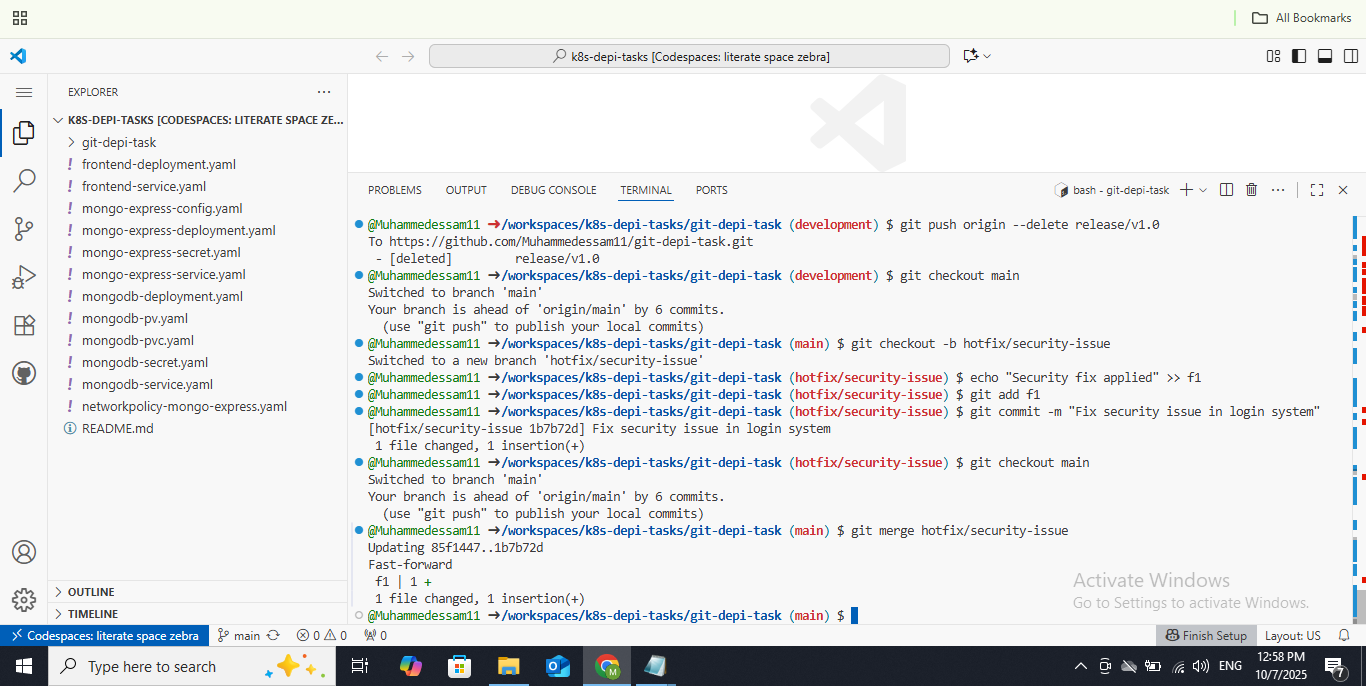 All Bookmarks
k8s-depi-tasks [Codespaces: literate space zebra]
EXPLORER
K8S-DEPI-TASKS [CODESPACES: LITERATE SPACE ZE...
git-depi-task
! frontend-deployment.yaml
! frontend-service.yaml
! mongo-express-config.yaml
! mongo-express-deployment.yaml
! mongo-express-secret.yaml
! mongo-express-service.yaml
! mongodb-deployment.yaml
! mongodb-pv.yaml
! mongodb-pvc.yaml
! mongodb-secret.yaml
! mongodb-service.yaml
! networkpolicy-mongo-express.yaml
README.md
OUTLINE
TIMELINE
PROBLEMS OUTPUT DEBUG CONSOLE TERMINAL PORTS
bash - git-depi-task
@Muhammedessam11 ➜/workspaces/k8s-depi-tasks/git-depi-task (development) $ git push origin --delete release/v1.0
To https://github.com/Muhammedessam11/git-depi-task.git
- [deleted] release/v1.0
@Muhammedessam11 ➜/workspaces/k8s-depi-tasks/git-depi-task (development) $ git checkout main
Switched to branch 'main'
Your branch is ahead of 'origin/main' by 6 commits.
(use "git push" to publish your local commits)
@Muhammedessam11 ➜/workspaces/k8s-depi-tasks/git-depi-task (main) $ git checkout -b hotfix/security-issue
Switched to a new branch 'hotfix/security-issue'
@Muhammedessam11 ➜/workspaces/k8s-depi-tasks/git-depi-task (hotfix/security-issue) $ echo "Security fix applied" >> f1
@Muhammedessam11 ➜/workspaces/k8s-depi-tasks/git-depi-task (hotfix/security-issue) $ git add f1
@Muhammedessam11 ➜/workspaces/k8s-depi-tasks/git-depi-task (hotfix/security-issue) $ git commit -m "Fix security issue in login system"
[hotfix/security-issue 1b7b72d] Fix security issue in login system
1 file changed, 1 insertion(+)
@Muhammedessam11 ➜/workspaces/k8s-depi-tasks/git-depi-task (hotfix/security-issue) $ git checkout main
Switched to branch 'main'
Your branch is ahead of 'origin/main' by 6 commits.
(use "git push" to publish your local commits)
@Muhammedessam11 ➜/workspaces/k8s-depi-tasks/git-depi-task (main) $ git merge hotfix/security-issue
Updating 85f1447..1b7b72d
Fast-forward
f1 | 1 +
1 file changed, 1 insertion(+)
@Muhammedessam11 ➜/workspaces/k8s-depi-tasks/git-depi-task (main) $
Activate Windows
Go to Settings to activate Windows.
Codespaces: literate space zebra main 0 0 0 Finish Setup Layout: US
Type here to search
ENG
12:58 PM
10/7/2025
7